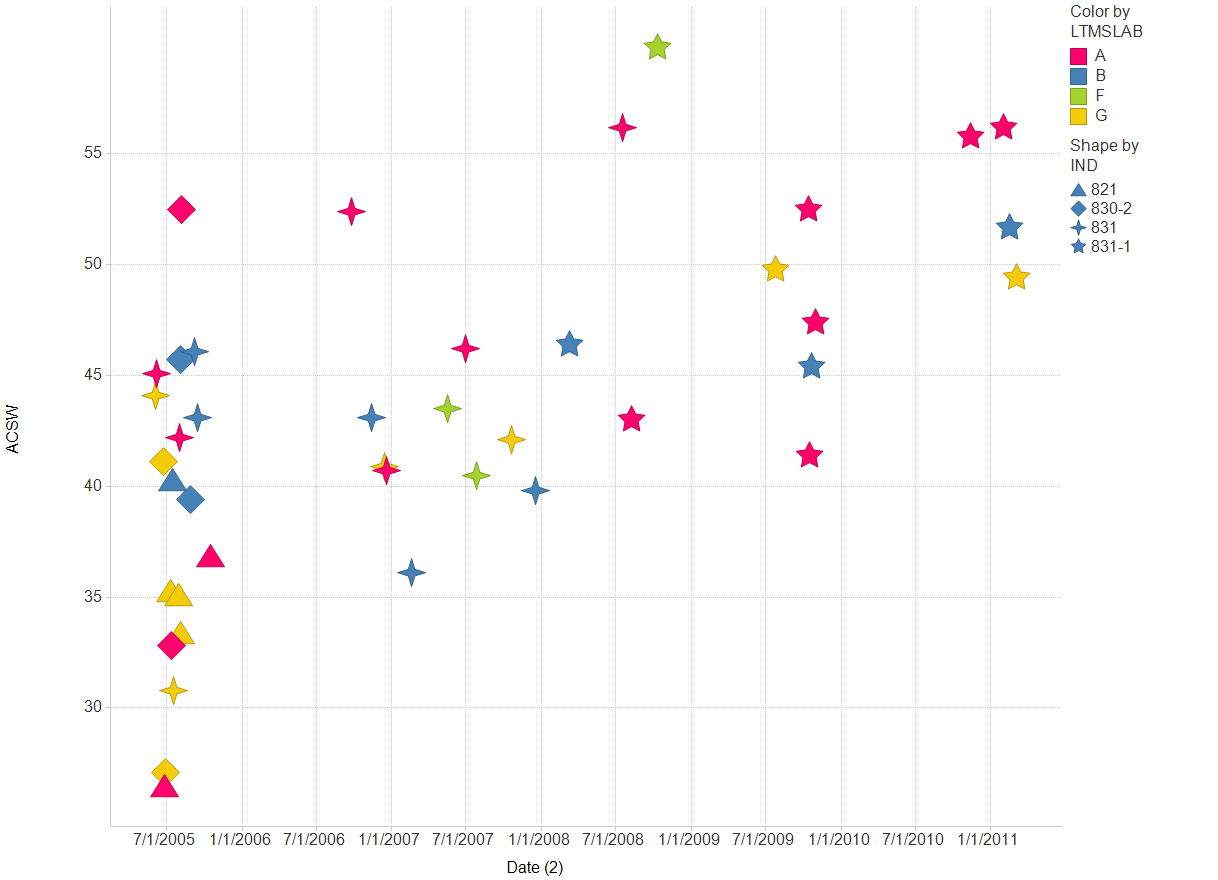 Color by
LTMSLAB
A
B
F
G
Shape by
IND
821
830-2
831
831-1
ACSW
55
50
45
40
35
30
7/1/2005 1/1/2006 7/1/2006 1/1/2007 7/1/2007 1/1/2008 7/1/2008 1/1/2009 7/1/2009 1/1/2010 7/1/2010 1/1/2011
Date (2)